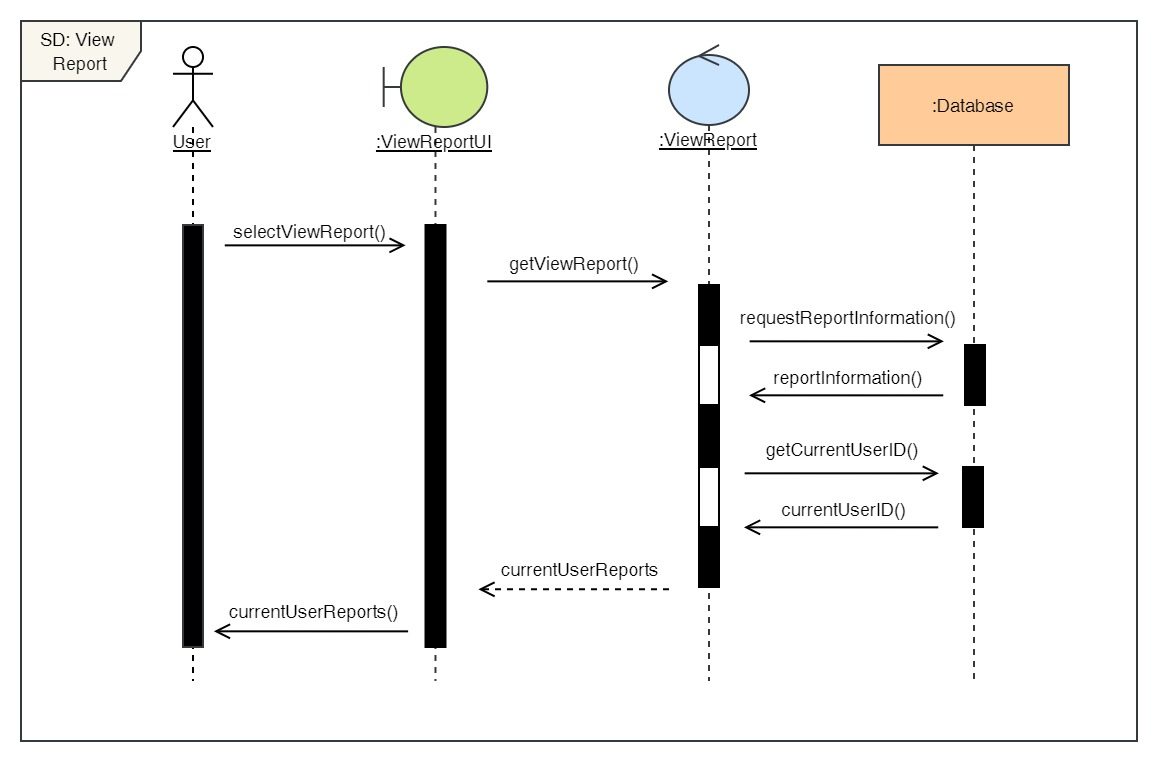 SD: View
Report
User
:ViewReportUI
:ViewReport
:Database
selectViewReport()
getViewReport()
requestReportInformation()
reportInformation()
getCurrentUserID()
currentUserID()
currentUserReports
currentUserReports()